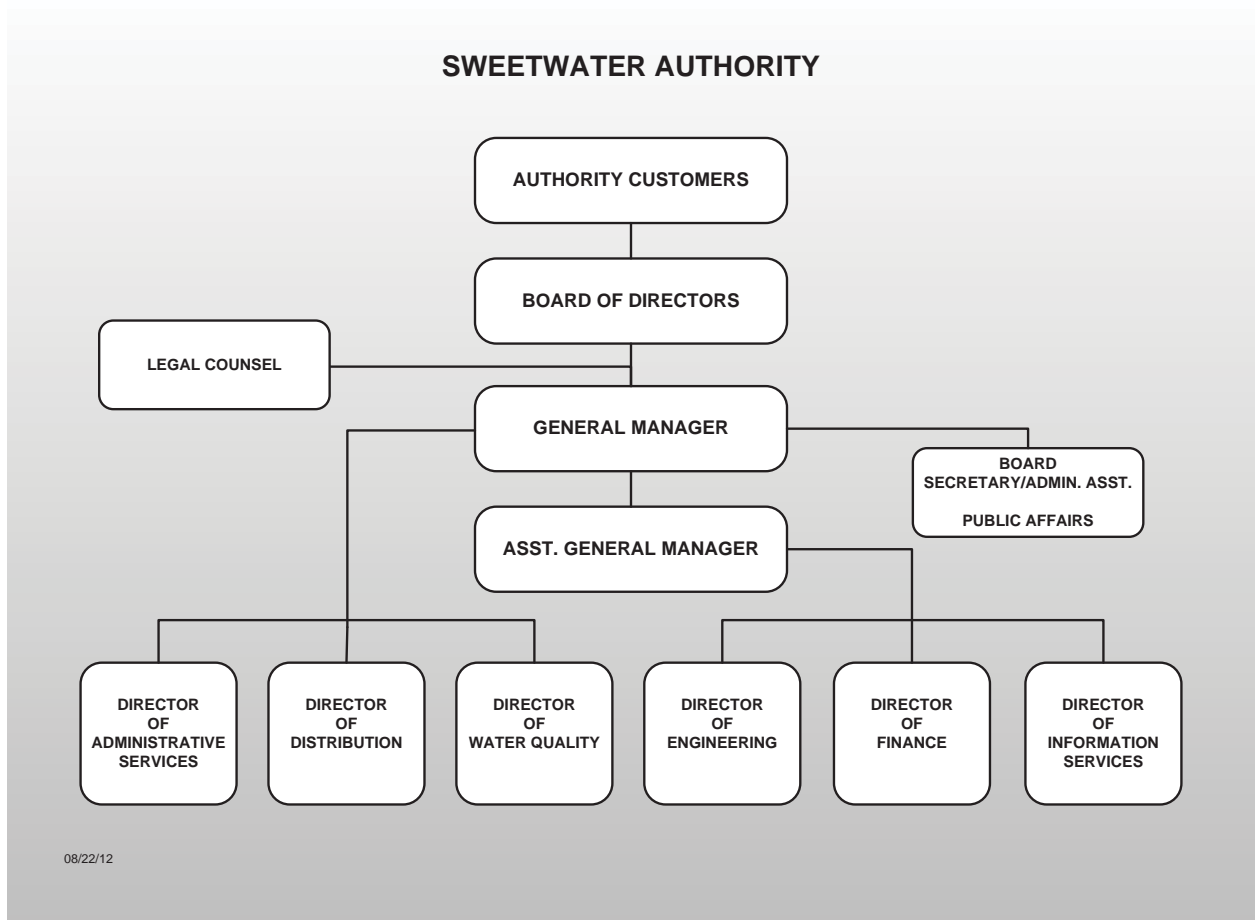 SWEETWATER AUTHORITY
AUTHORITY CUSTOMERS
BOARD OF DIRECTORS
LEGAL COUNSEL
GENERAL MANAGER
BOARD
SECRETARY/ADMIN. ASST.
PUBLIC AFFAIRS
ASST. GENERAL MANAGER
DIRECTOR
OF
ADMINISTRATIVE
SERVICES
DIRECTOR
OF
DISTRIBUTION
DIRECTOR
OF
WATER QUALITY
DIRECTOR
OF
ENGINEERING
DIRECTOR
OF
FINANCE
DIRECTOR
OF
INFORMATION
SERVICES
08/22/12